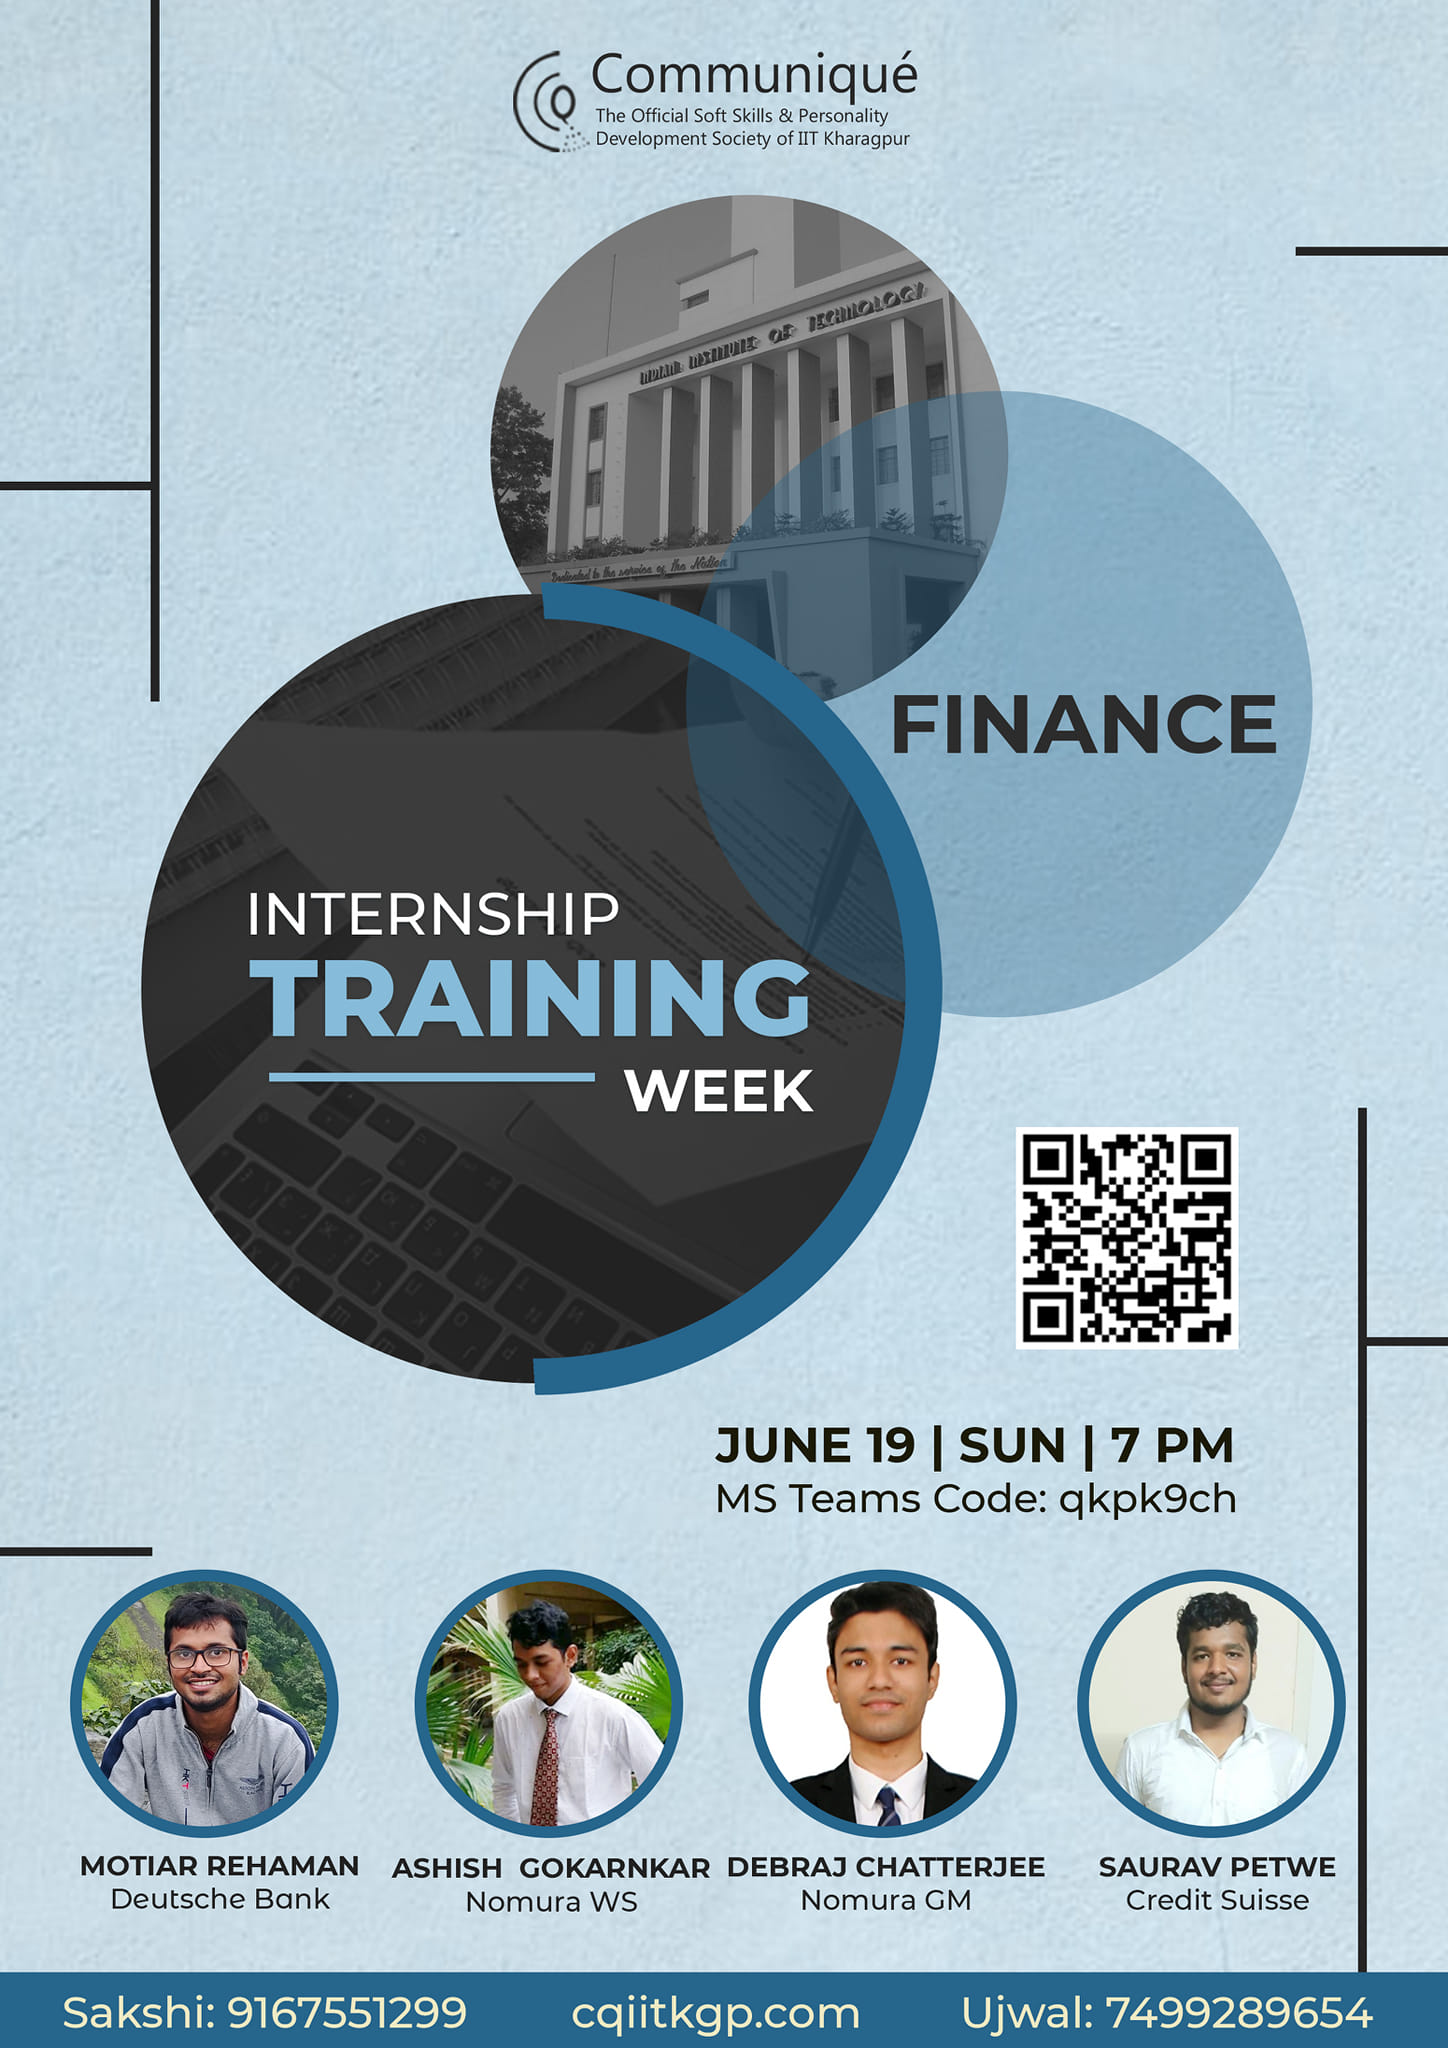 Communiqué
The Official Soft Skills & Personality
Development Society of IIT Kharagpur
INDIAN INSTITUTE OF TECHNOLOGY
Dedicated to the service of the Nation
FINANCE
INTERNSHIP
TRAINING
WEEK
JUNE 19 | SUN | 7 PM
MS Teams Code: qkpk9ch
MOTIAR REHAMAN
Deutsche Bank
ASHISH GOKARNKAR
Nomura WS
DEBRAJ CHATTERJEE
Nomura GM
SAURAV PETWE
Credit Suisse
Sakshi: 9167551299
cqiitkgp.com
Ujwal: 7499289654